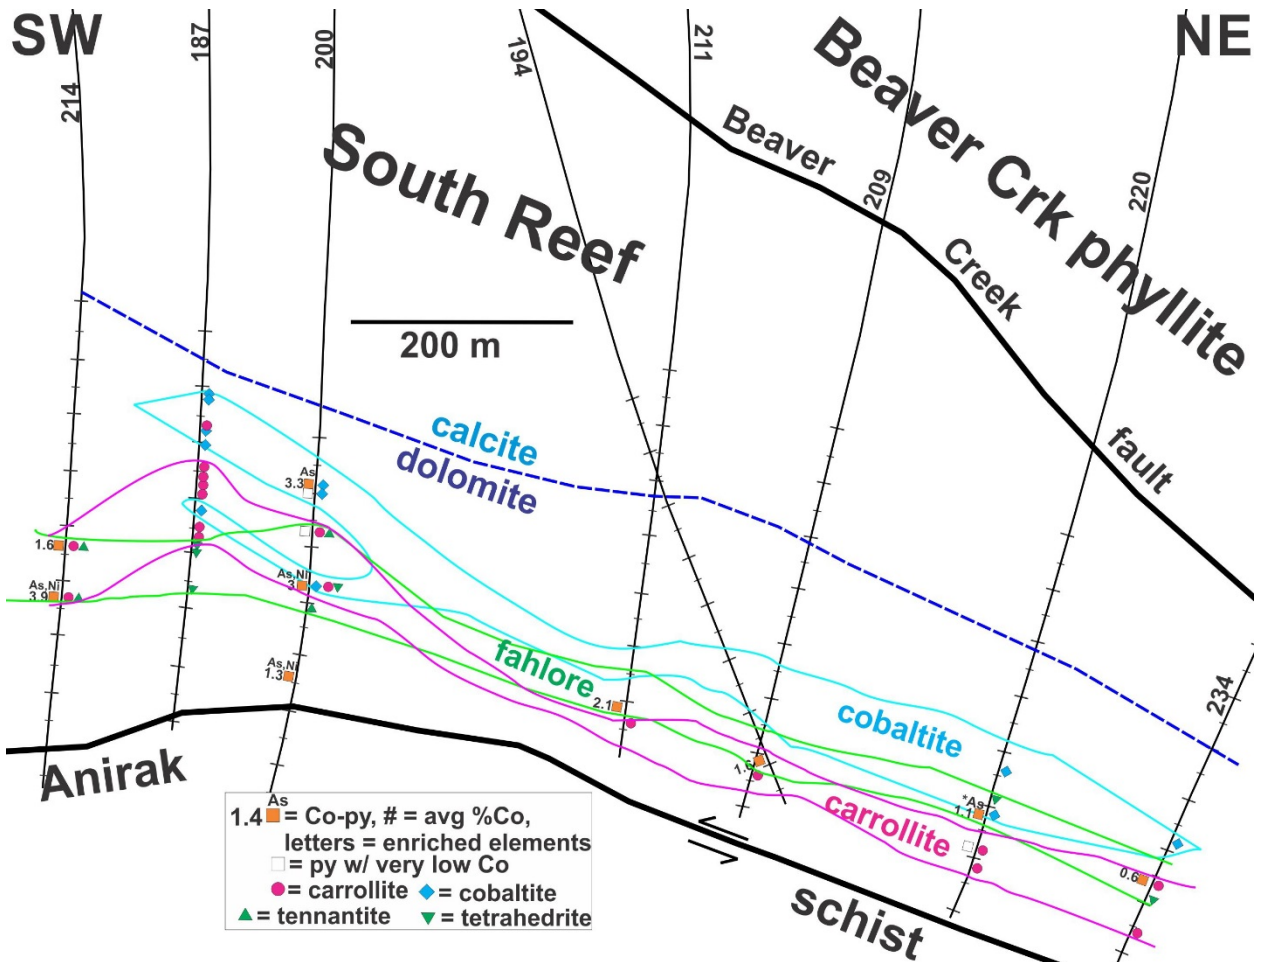 SW
NE
214
187
200
194
211
209
220
234
Beaver Crk phyllite
South Reef
Beaver
Creek
fault
200 m
calcite
dolomite
As
3.3
1.6
As,Ni
3.9
As,Ni
3
As,Ni
1.3
fahlore
2.1
1.6
cobaltite
*As
1.1
carrollite
0.6
Anirak
schist
As
1.4 = Co-py, # = avg %Co,
letters = enriched elements
= py w/ very low Co
= carrollite = cobaltite
= tennantite = tetrahedrite